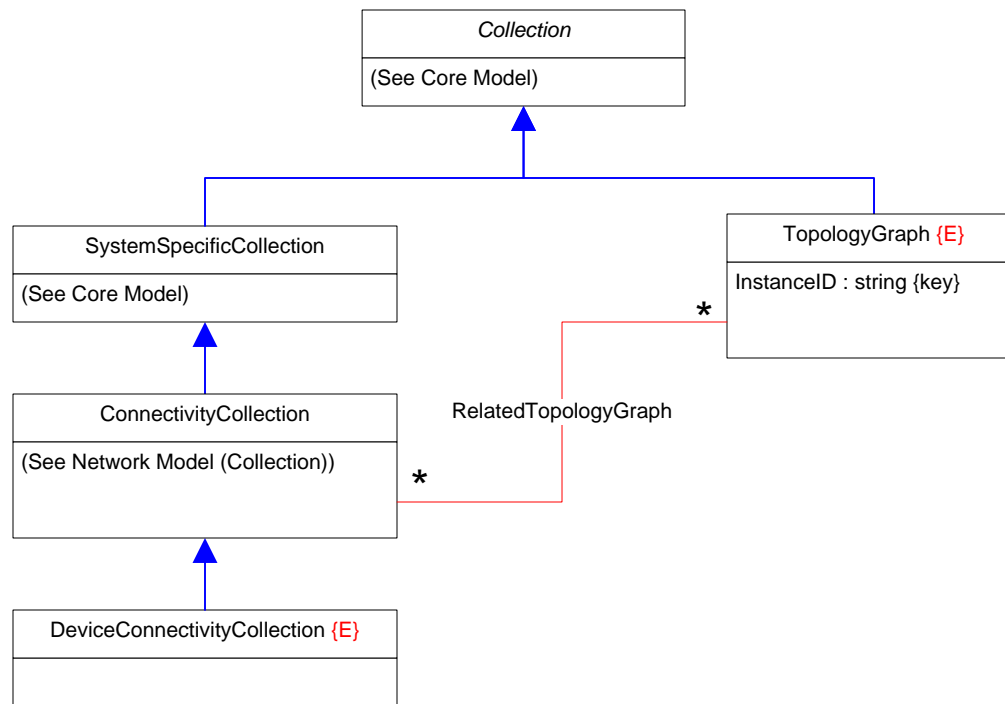 Collection
(See Core Model)
SystemSpecificCollection
(See Core Model)
TopologyGraph {E}
InstanceID : string {key}
*
RelatedTopologyGraph
ConnectivityCollection
(See Network Model (Collection))
*
DeviceConnectivityCollection {E}